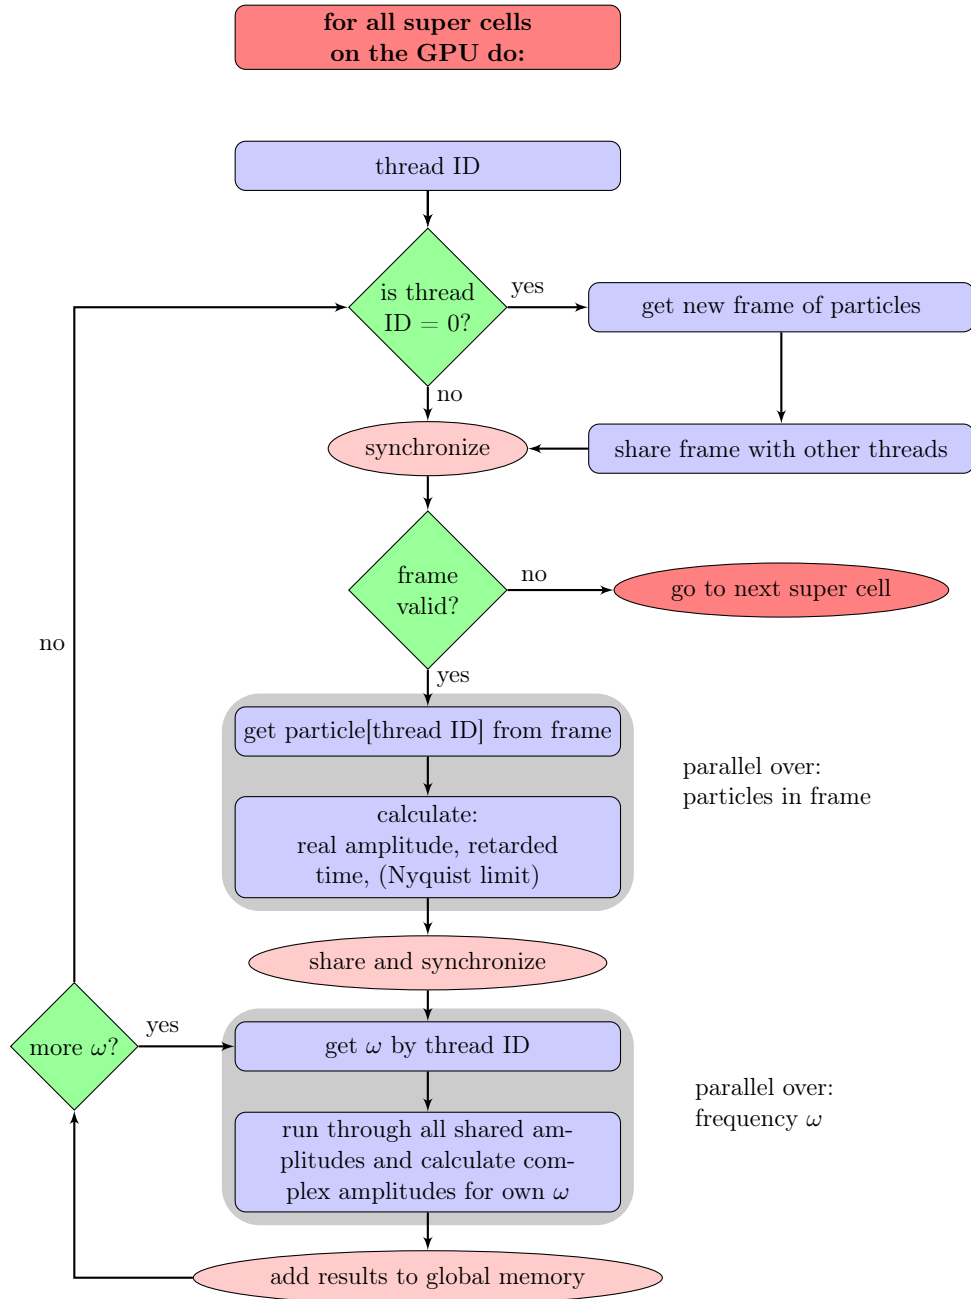 for all super cells
on the GPU do:
thread ID
is thread
ID = 0?
yes
get new frame of particles
no
synchronize
share frame with other threads
frame
valid?
no
go to next super cell
no
yes
get particle[thread ID] from frame
parallel over:
particles in frame
calculate:
real amplitude, retarded
time, (Nyquist limit)
share and synchronize
more ω?
yes
get ω by thread ID
parallel over:
frequency ω
run through all shared am-
plitudes and calculate com-
plex amplitudes for own ω
add results to global memory